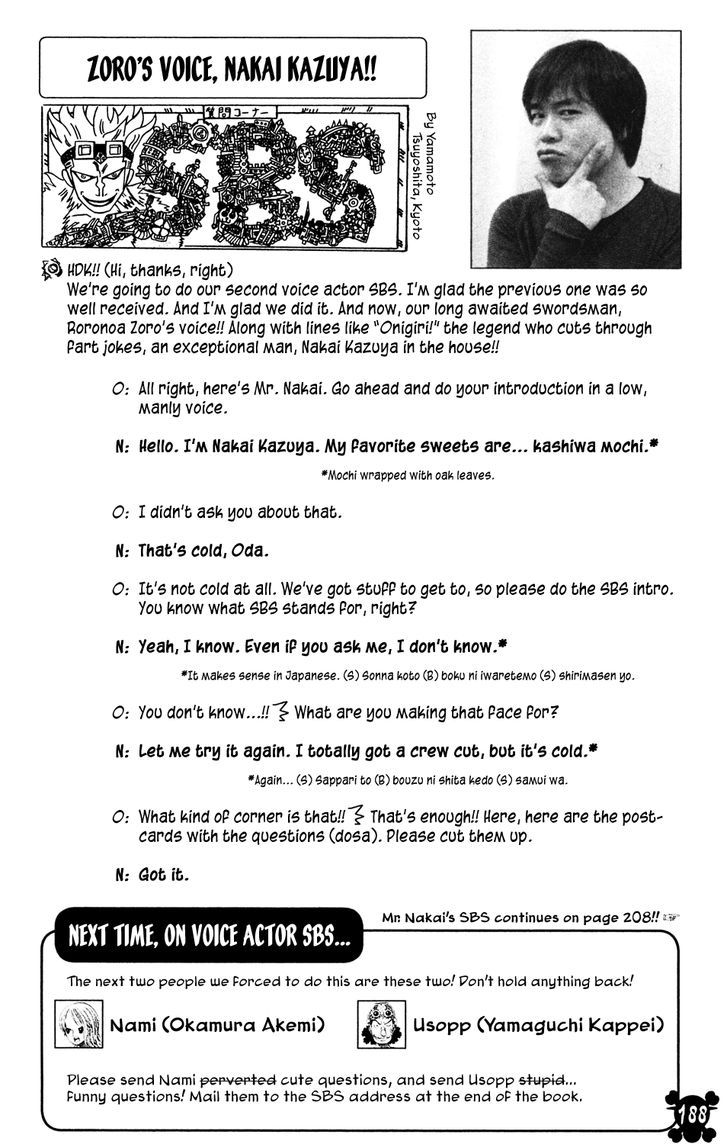 ZORO'S VOICE, NAKAI KAZUYA!!
質問コーナー
SBS
By Yamamoto
Tsuyoshita, Kyoto
HDK!! (Hi, thanks, right)
We're going to do our second voice actor SBS. I'm glad the previous one was so
well received. And I'm glad we did it. And now, our long awaited swordsman,
Roronoa Zoro's voice!! Along with lines like "Onigiri!" the legend who cuts through
fart jokes, an exceptional man, Nakai Kazuya in the house!!
O: All right, here's Mr. Nakai. Go ahead and do your introduction in a low,
manly voice.
N: Hello. I'm Nakai Kazuya. My favorite sweets are... kashiwa mochi.*
*Mochi wrapped with oak leaves.
O: I didn't ask you about that.
N: That's cold, Oda.
O: It's not cold at all. We've got stuff to get to, so please do the SBS intro.
You know what SBS stands for, right?
N: Yeah, I know. Even if you ask me, I don't know.*
*It makes sense in Japanese. (S) Sonna koto (B) boku ni iwaretemo (S) shirimasen yo.
O: You don't know...!! What are you making that face for?
N: Let me try it again. I totally got a crew cut, but it's cold.*
*Again... (S) Sappari to (B) bouzu ni shita kedo (S) samui wa.
O: What kind of corner is that!! That's enough!! Here, here are the post-
cards with the questions (dosa). Please cut them up.
N: Got it.
Mr. Nakai's SBS continues on page 208!!
NEXT TIME, ON VOICE ACTOR SBS...
The next two people we forced to do this are these two! Don't hold anything back!
Nami (Okamura Akemi) Usopp (Yamaguchi Kappei)
Please send Nami perverted cute questions, and send Usopp stupid...
funny questions! Mail them to the SBS address at the end of the book.
188